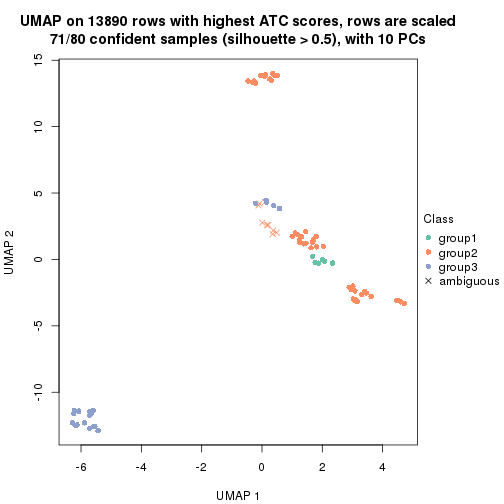 UMAP on 13890 rows with highest ATC scores, rows are scaled
71/80 confident samples (silhouette > 0.5), with 10 PCs
15
10
5
0
-5
-10
UMAP 2
-6
-4
-2
0
2
4
UMAP 1
Class
group1
group2
group3
ambiguous